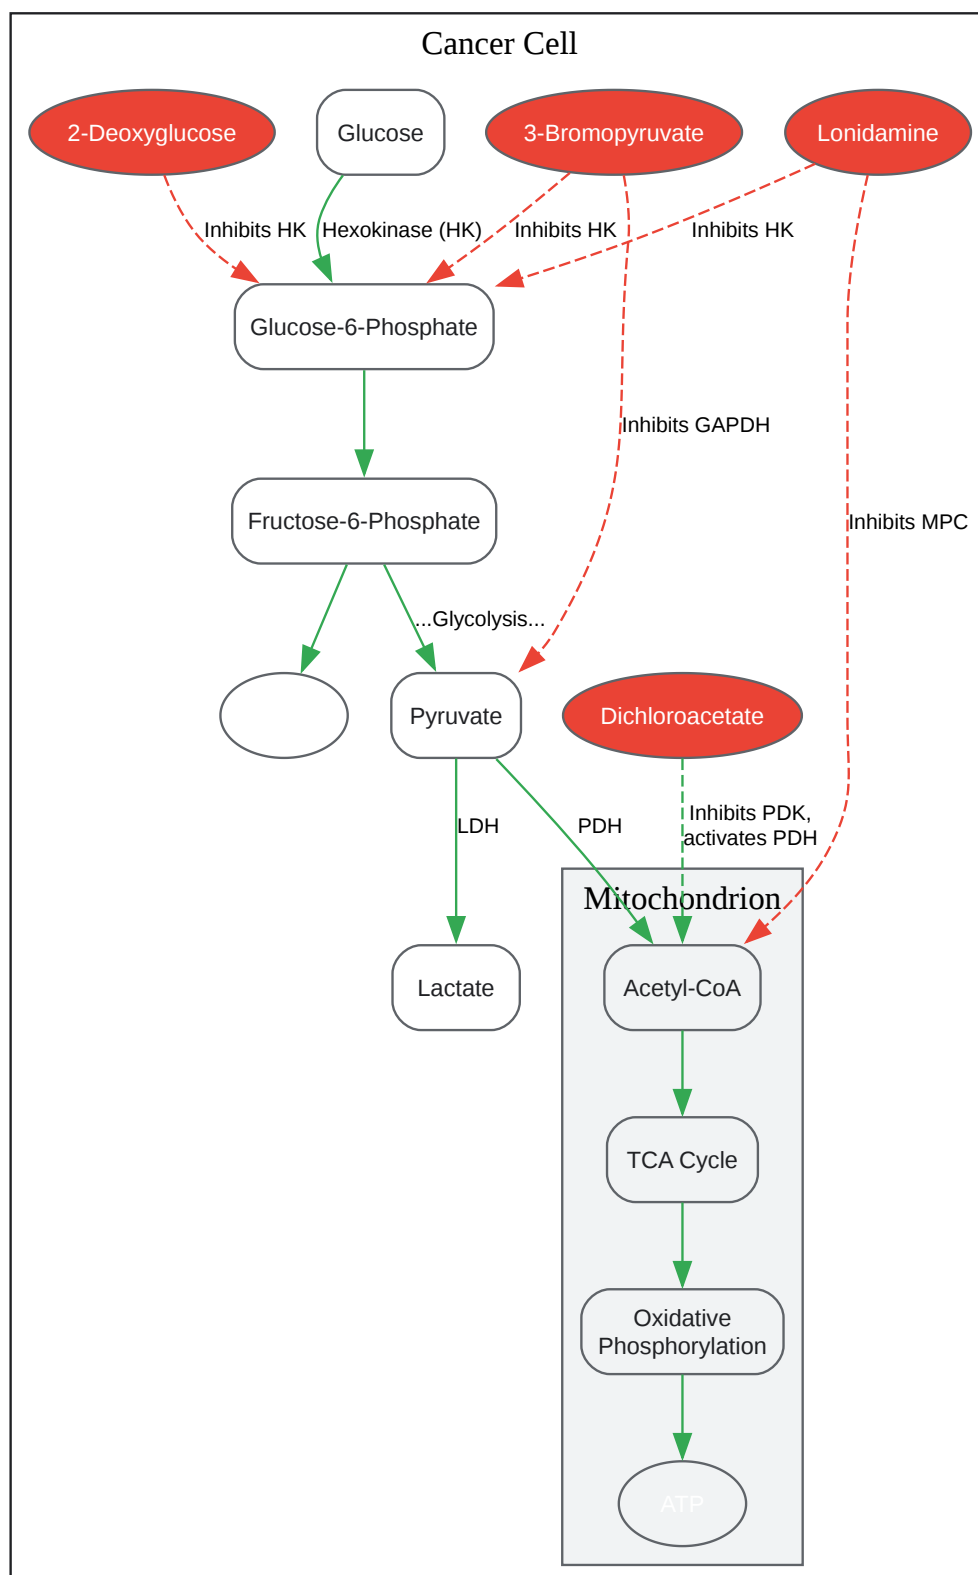 Cancer Cell
2-Deoxyglucose
Glucose
3-Bromopyruvate
Lonidamine
Inhibits HK
Hexokinase (HK)
Inhibits HK
Inhibits HK
Glucose-6-Phosphate
Inhibits GAPDH
Fructose-6-Phosphate
Inhibits MPC
...Glycolysis...
Pyruvate
Dichloroacetate
LDH
PDH
Inhibits PDK,
activates PDH
Mitochondrion
Lactate
Acetyl-CoA
TCA Cycle
Oxidative
Phosphorylation
ATP